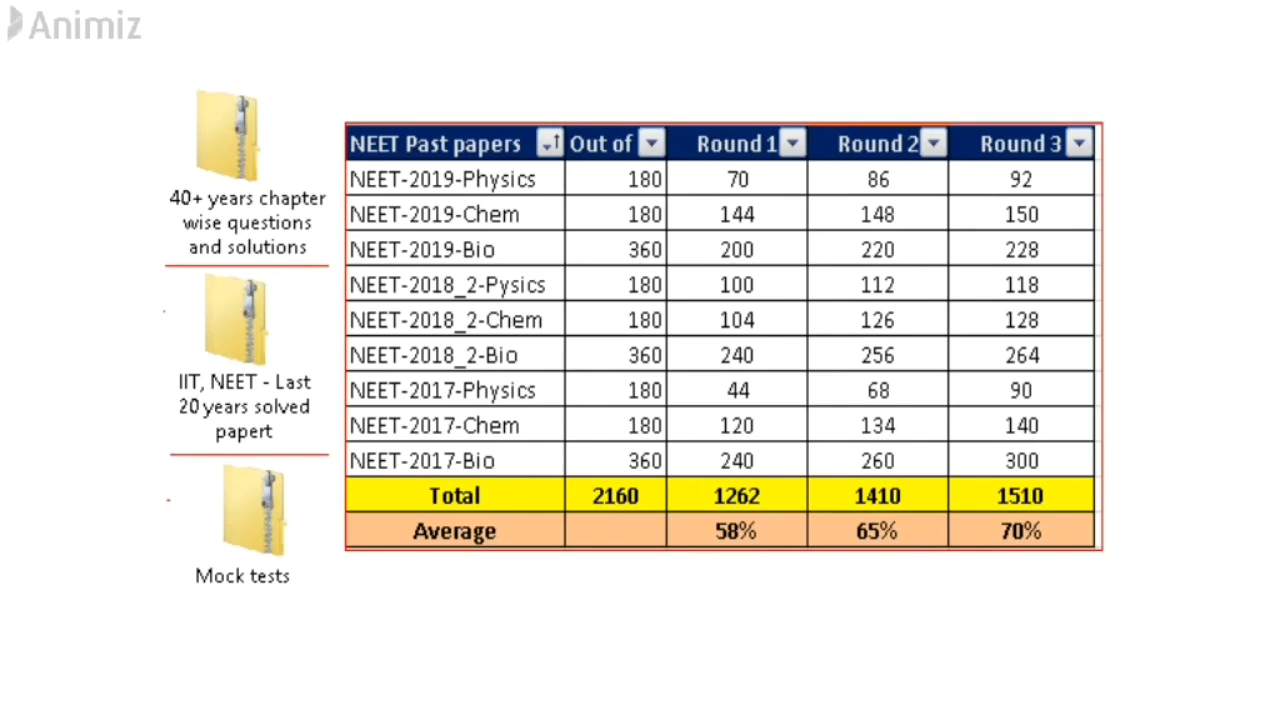 Animiz
40+ years chapter
wise questions
and solutions
IIT, NEET - Last
20 years solved
papert
Mock tests
NEET Past papers Out of Round 1 Round 2 Round 3
NEET-2019-Physics 180 70 86 92
NEET-2019-Chem 180 144 148 150
NEET-2019-Bio 360 200 220 228
NEET-2018_2-Pysics 180 100 112 118
NEET-2018_2-Chem 180 104 126 128
NEET-2018_2-Bio 360 240 256 264
NEET-2017-Physics 180 44 68 90
NEET-2017-Chem 180 120 134 140
NEET-2017-Bio 360 240 260 300
Total 2160 1262 1410 1510
Average 58% 65% 70%